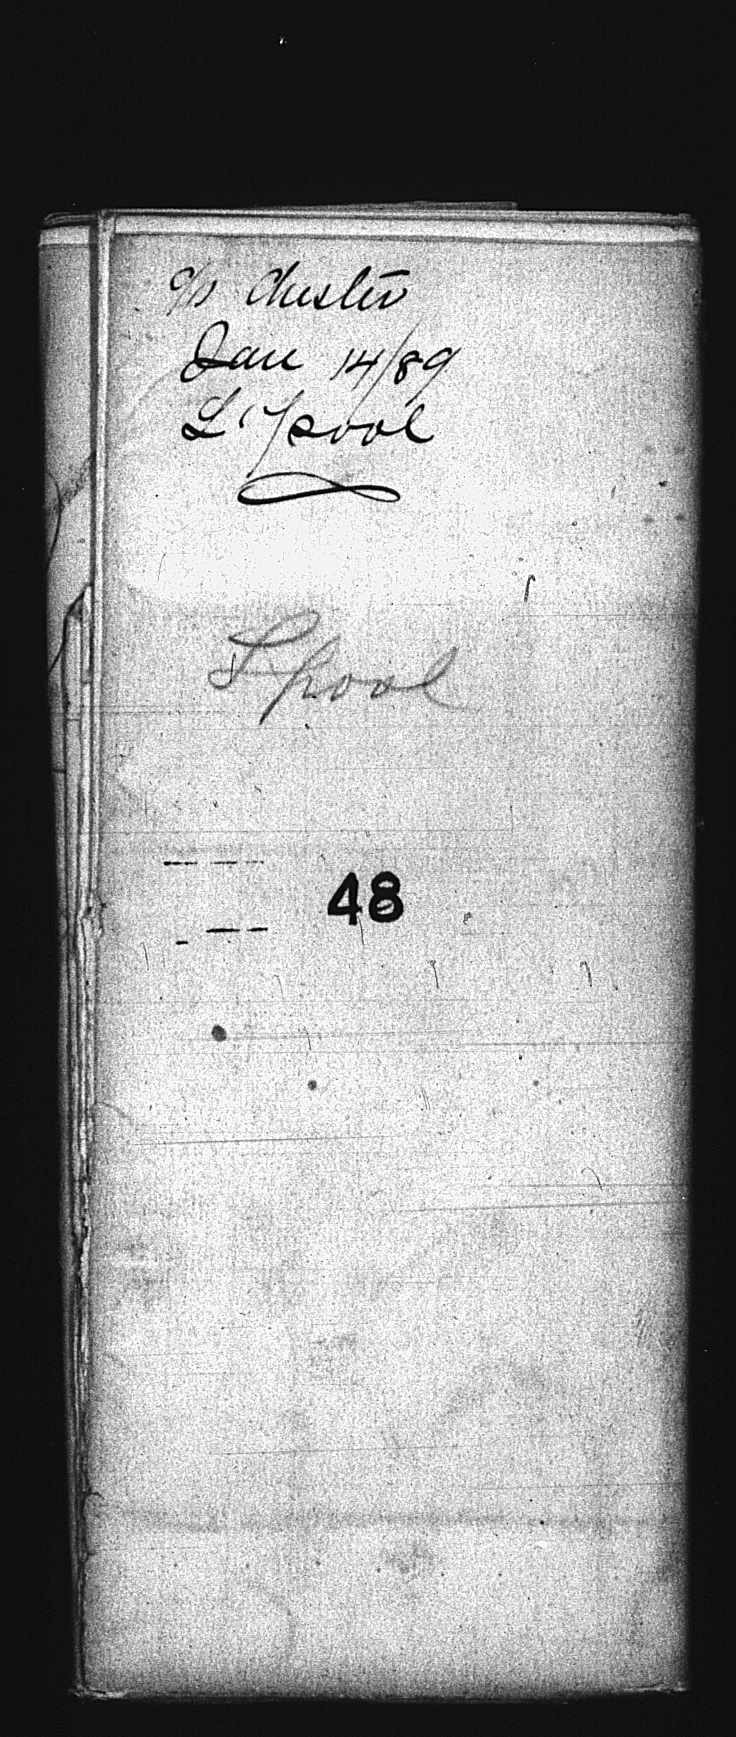 c/o Chester
Jan 14/89
L'pool
L'pool
48